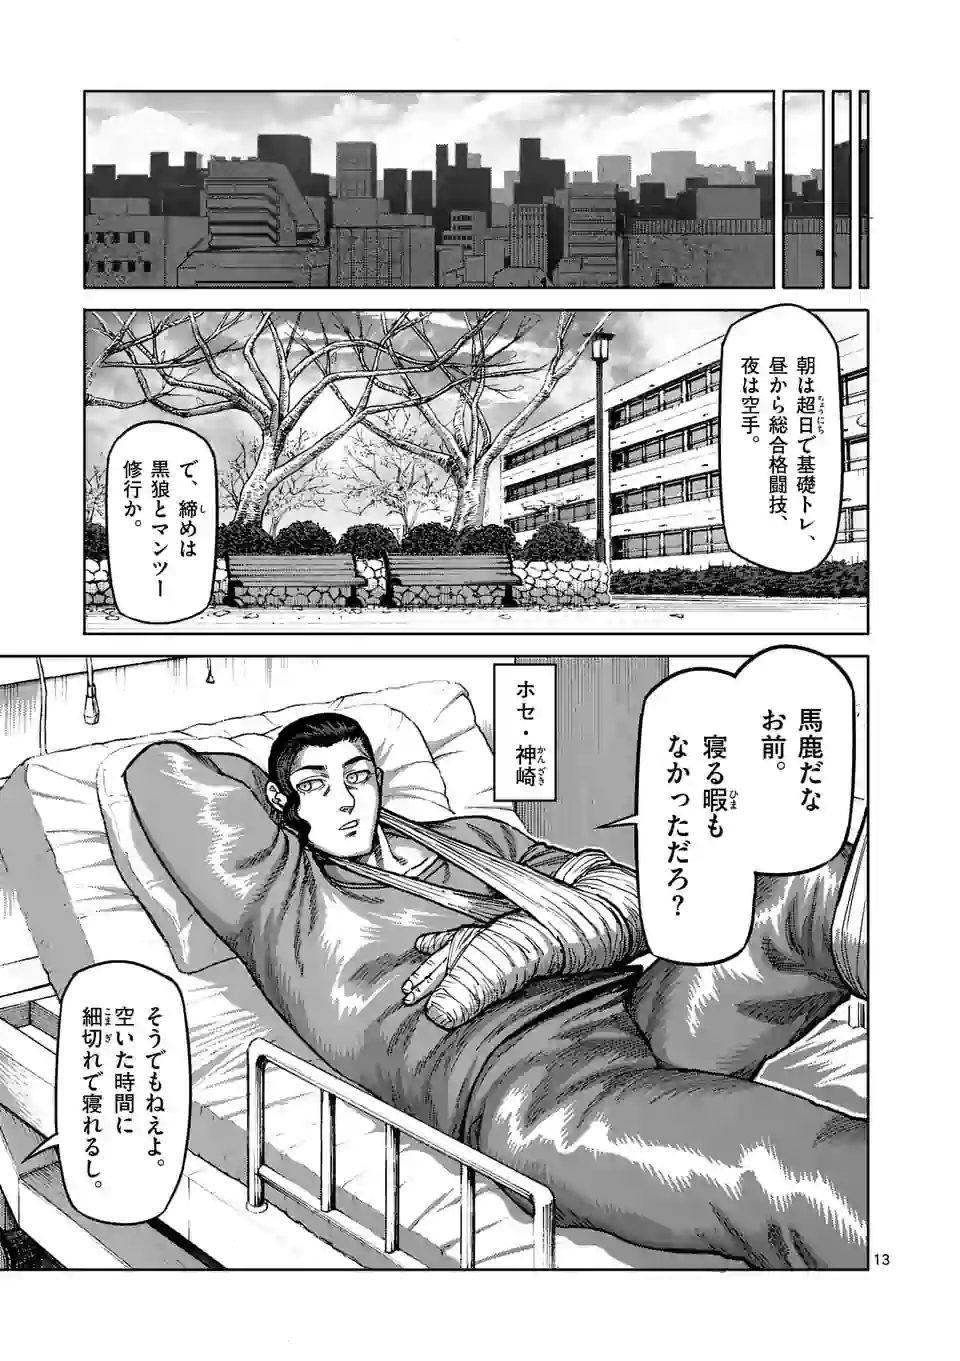 朝は超日で基礎トレ、
昼から総合格闘技、
夜は空手。
で、締めは
黒狼とマンツー
修行か。
馬鹿だな
お前。
寝る暇も
なかっただろ?
ホセ・神崎
そうでもねえよ。
空いた時間に
細切れで寝れるし。
13